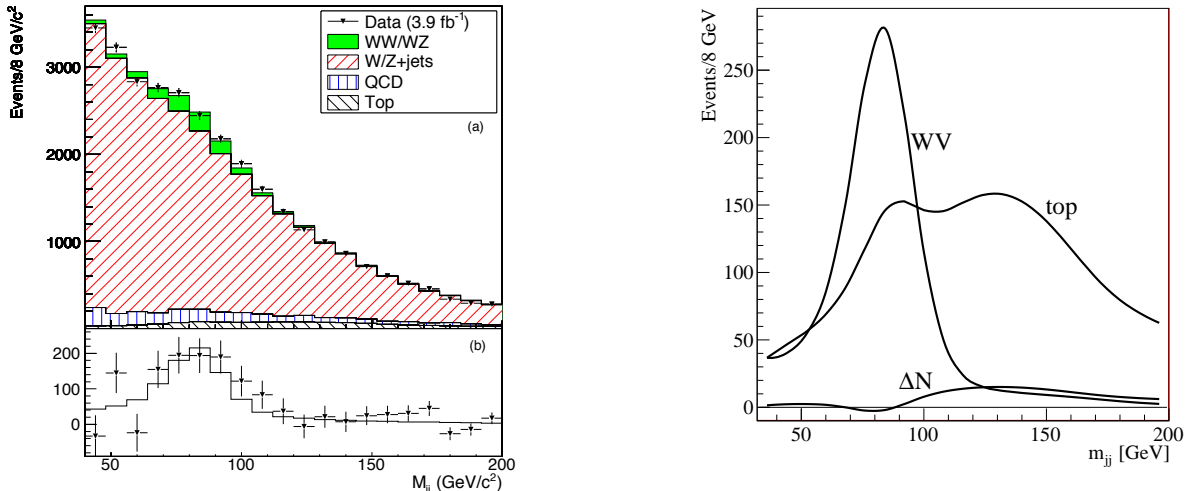 Events/8 GeV/c²
3000
2000
1000
Data (3.9 fb⁻¹)
WW/WZ
W/Z+jets
QCD
Top
(a)
200
100
0
(b)
50
100
150
200
M_jj (GeV/c²)
Events/8 GeV
250
200
150
100
50
0
WV
top
ΔN
50
100
150
200
m_jj [GeV]